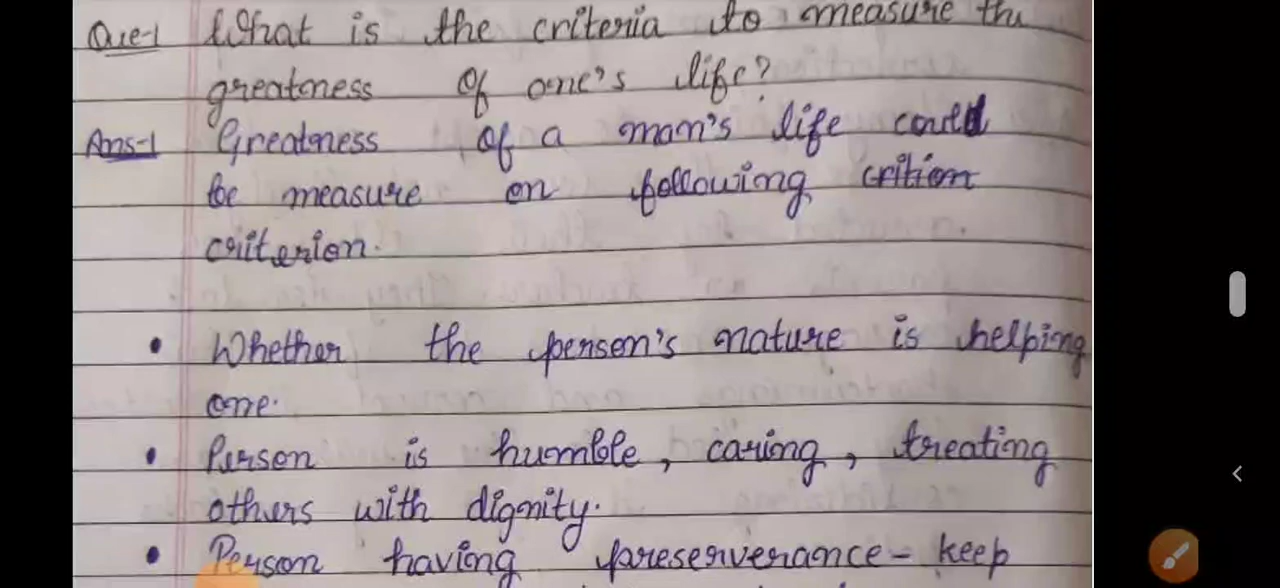 Que-1 What is the criteria to measure the
greatness of one's life?
Ans-1 Greatness of a man's life could
be measure on following critiom
criterion.
• Whether the person's nature is helping
one.
• Person is humble, caring, treating
others with dignity.
• Person having preserverance - keep